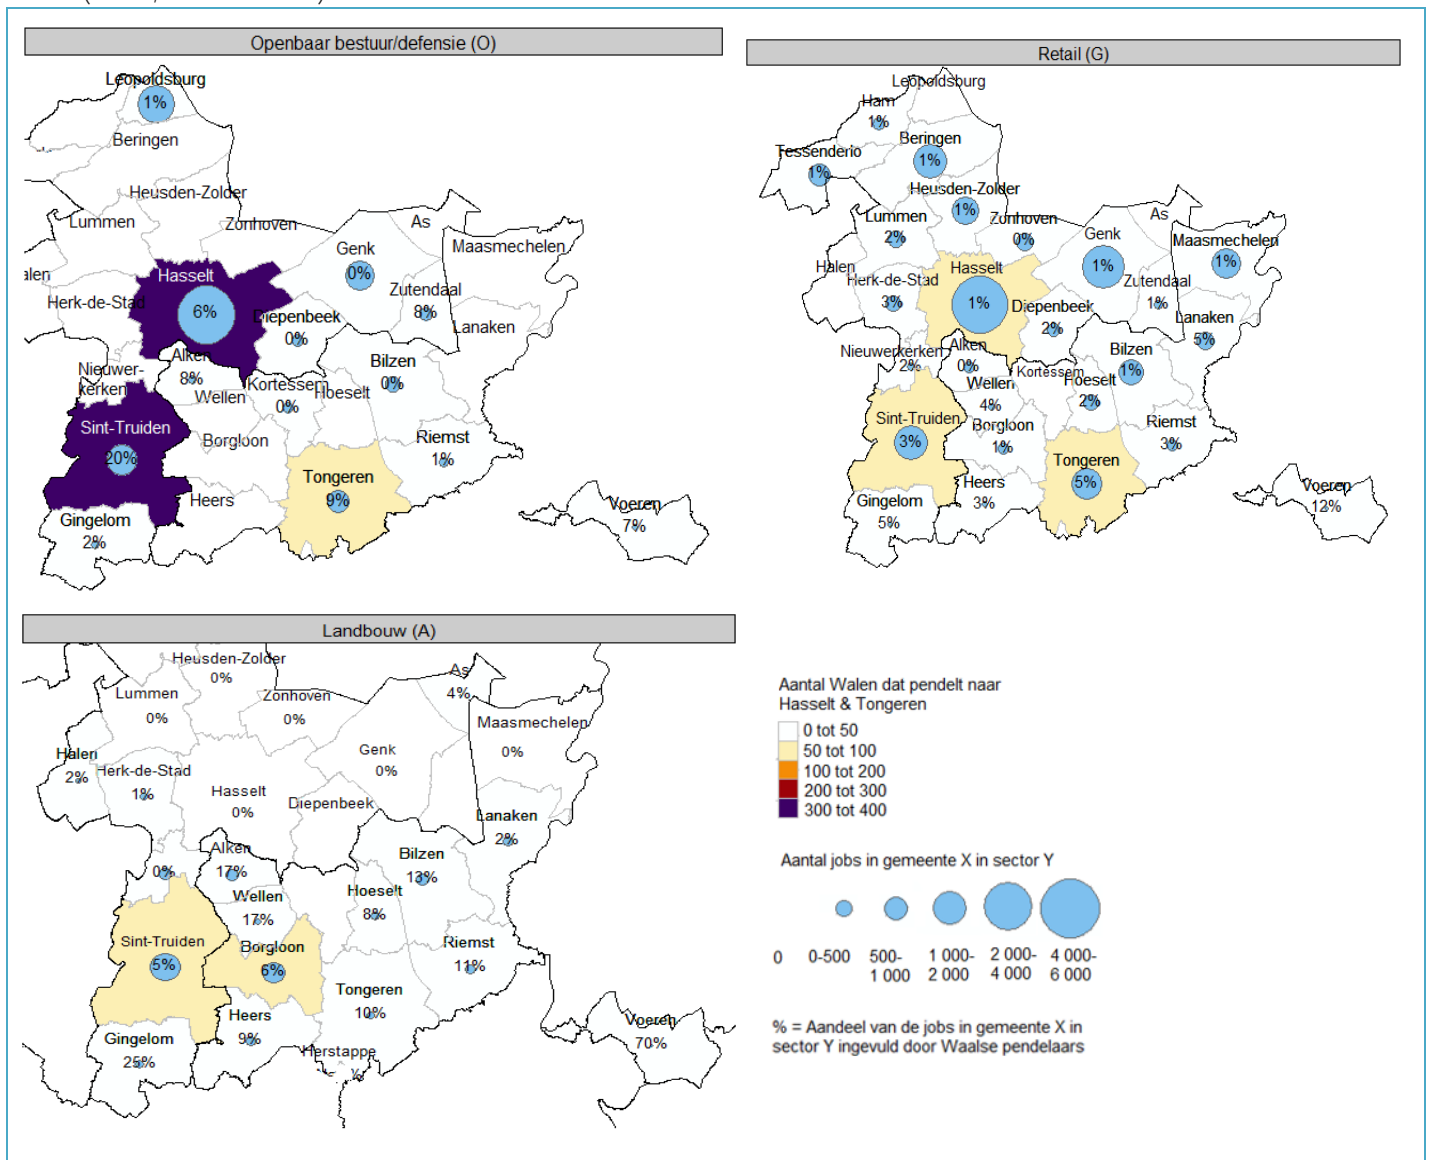 Openbaar bestuur/defensie (O)
Leopoldsburg
1%
Beringen
Heusden-Zolder
Lummen
Zonhoven
As
Genk
0%
Maasmechelen
alen
Hasselt
6%
Herk-de-Stad
Zutendaal
8%
Diepenbeek
0%
Lanaken
Alken
8%
Nieuwer-
kerken
Bilzen
0%
Kortessem
0%
Hoeselt
Wellen
Sint-Truiden
20%
Borgloon
Riemst
1%
Tongeren
9%
Heers
Gingelom
2%
Voeren
7%
Retail (G)
Leopoldsburg
Ham
1%
Beringen
1%
Tessenderlo
1%
Heusden-Zolder
1%
Lummen
2%
Zonhoven
0%
As
Genk
1%
Maasmechelen
1%
Halen
Herk-de-Stad
3%
Hasselt
1%
Zutendaal
1%
Diepenbeek
2%
Lanaken
5%
Nieuwerkerken
2%
Alken
0%
Bilzen
1%
Kortessem
Wellen
4%
Hoeselt
2%
Sint-Truiden
3%
Borgloon
1%
Riemst
3%
Tongeren
5%
Heers
3%
Gingelom
5%
Voeren
12%
Landbouw (A)
Heusden-Zolder
0%
As
4%
Lummen
0%
Zonhoven
0%
Maasmechelen
0%
Genk
0%
Halen
2%
Herk-de-Stad
1%
Hasselt
0%
Diepenbeek
Lanaken
2%
Alken
17%
0%
Bilzen
13%
Wellen
17%
Hoeselt
8%
Sint-Truiden
5%
Borgloon
6%
Riemst
11%
Tongeren
10%
Heers
9%
Gingelom
25%
Herstappe
%
Voeren
70%
Aantal Walen dat pendelt naar
Hasselt & Tongeren
0 tot 50
50 tot 100
100 tot 200
200 tot 300
300 tot 400
Aantal jobs in gemeente X in sector Y
0 0-500 500-1 000 1 000-2 000 2 000-4 000 4 000-6 000
% = Aandeel van de jobs in gemeente X in
sector Y ingevuld door Waalse pendelaars